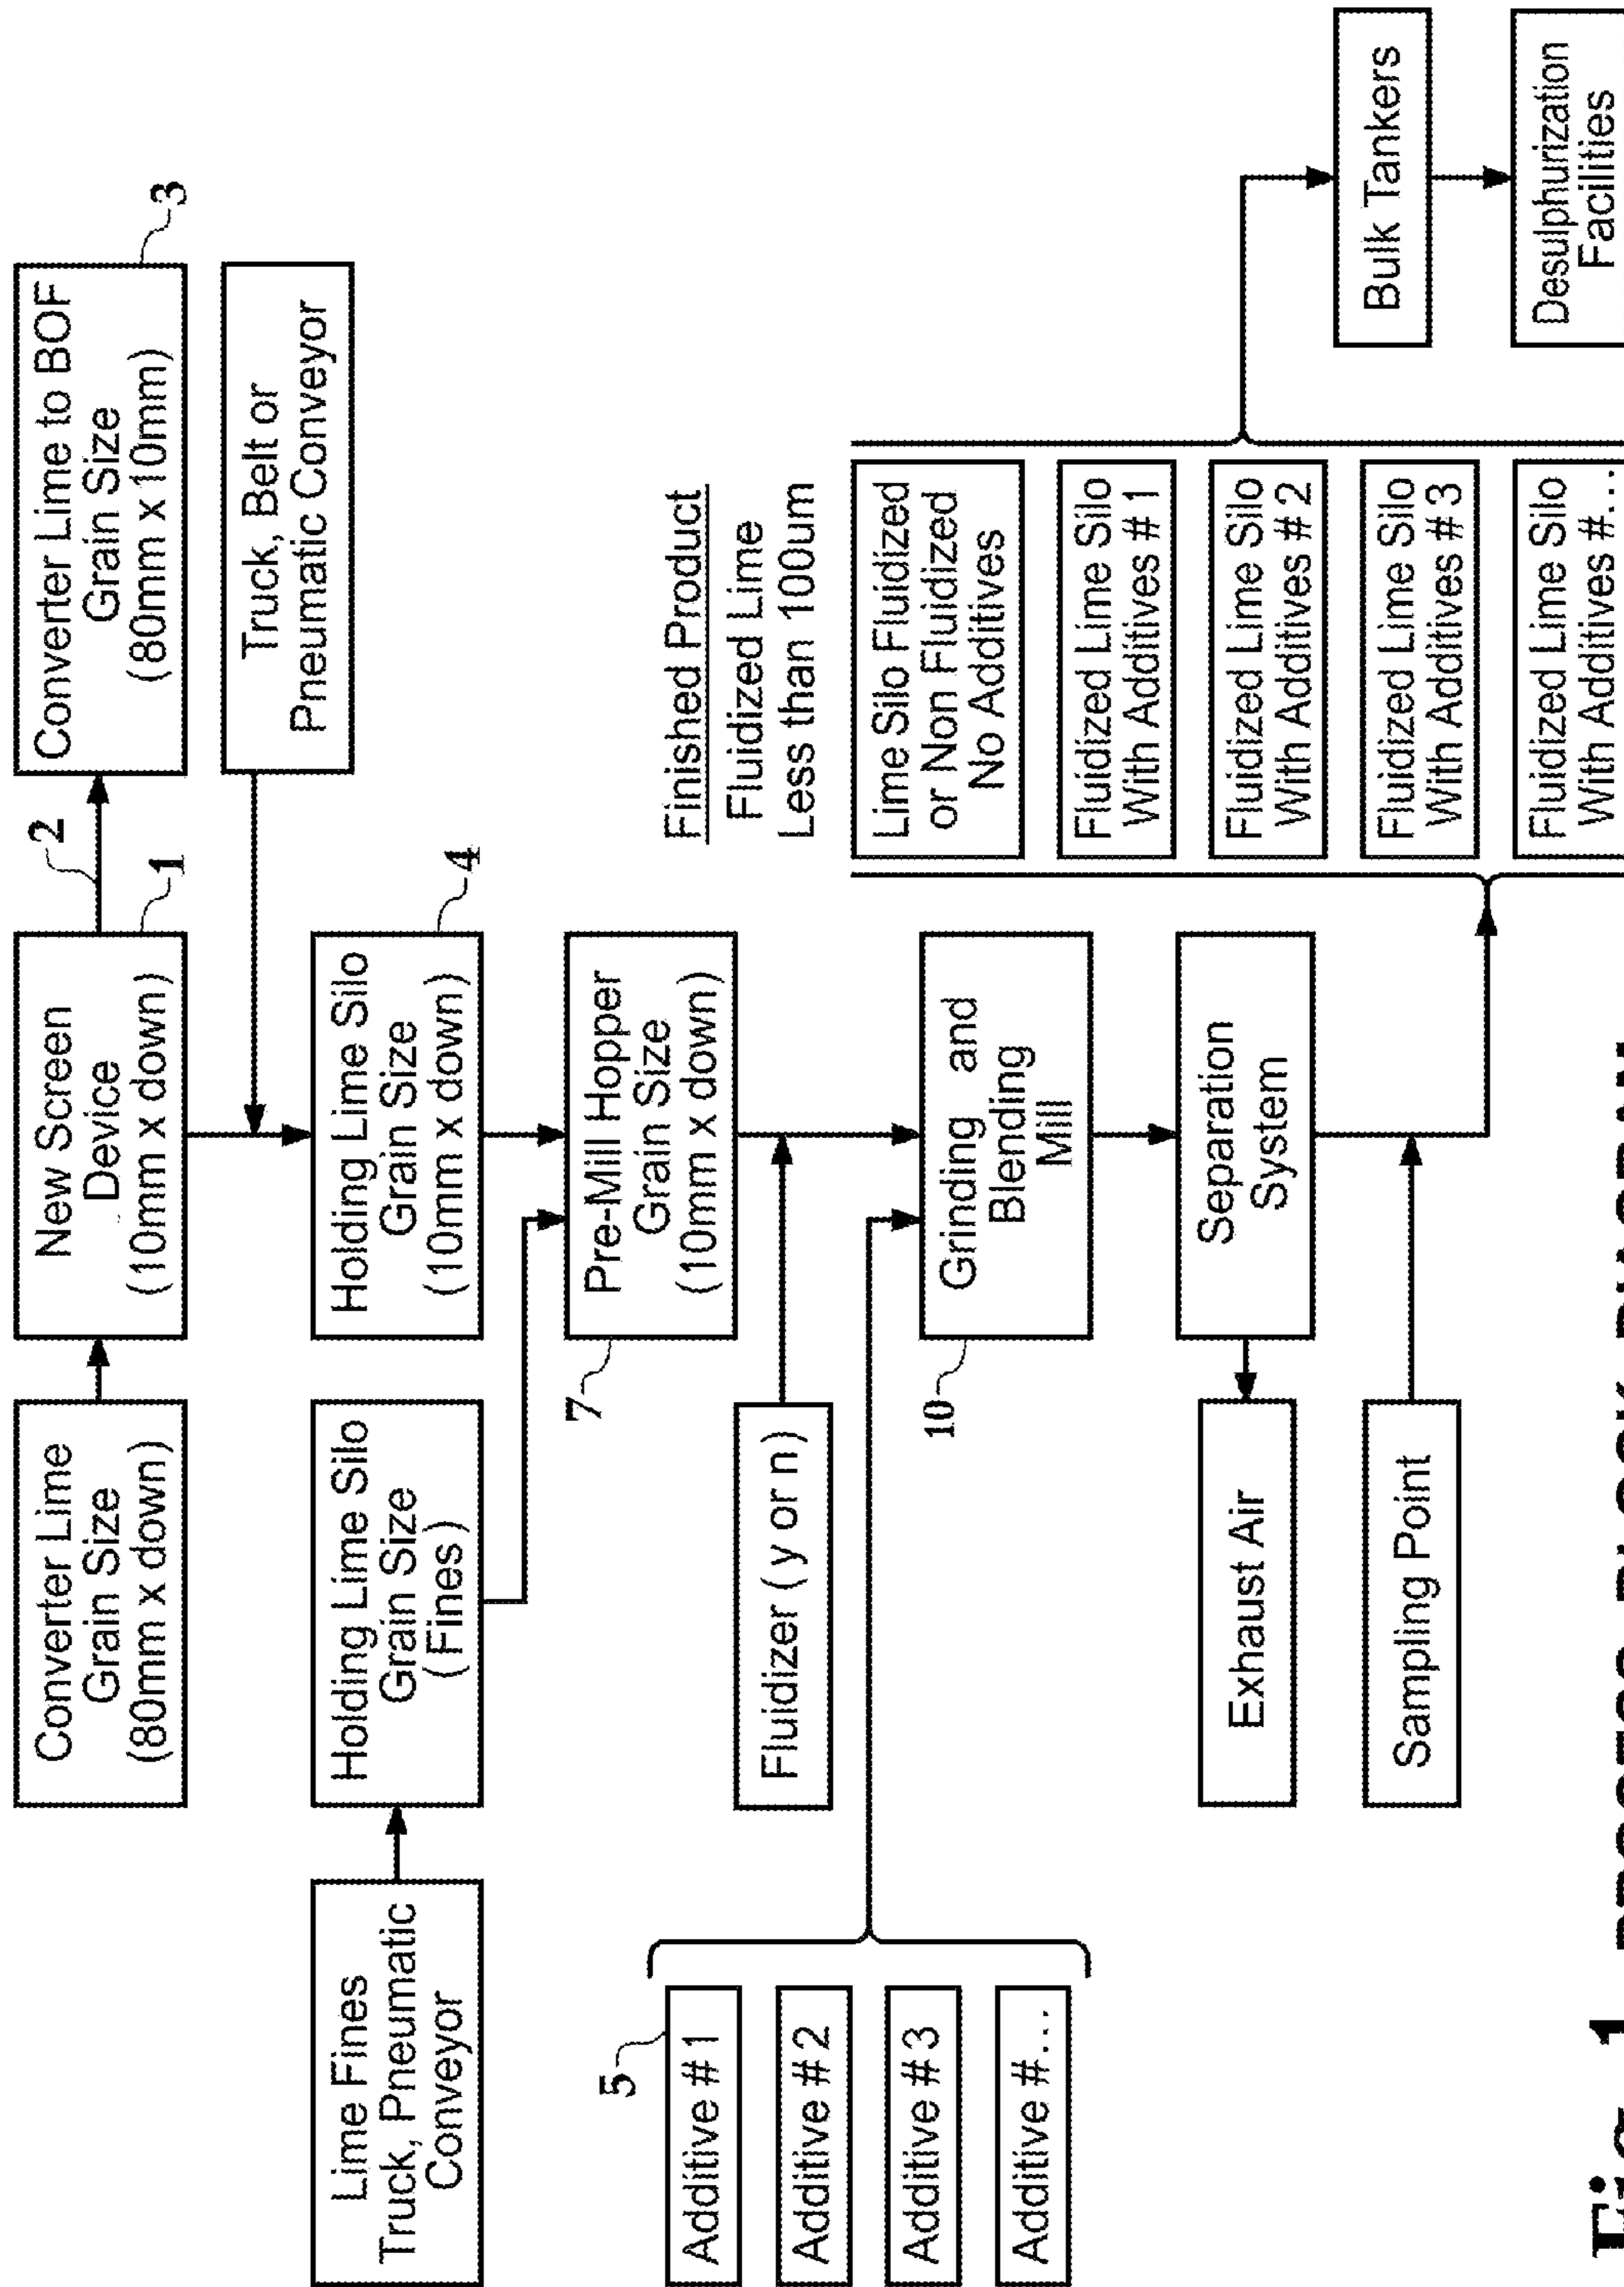 Converter Lime
Grain Size
(80mm x down)
New Screen
Device
(10mm x down)
1
2
Converter Lime to BOF
Grain Size
(80mm x 10mm)
3
Truck, Belt or
Pneumatic Conveyor
Lime Fines
Truck, Pneumatic
Conveyor
Holding Lime Silo
Grain Size
(Fines)
Holding Lime Silo
Grain Size
(10mm x down)
4
Pre-Mill Hopper
Grain Size
(10mm x down)
7
Fluidizer ( y or n)
5
Additive # 1
Additive # 2
Additive # 3
Additive #...
Grinding and
Blending
Mill
10
Separation
System
Exhaust Air
Sampling Point
Finished Product
Fluidized Lime
Less than 100um
Lime Silo Fluidized
or Non Fluidized
No Additives
Fluidized Lime Silo
With Additives # 1
Fluidized Lime Silo
With Additives # 2
Fluidized Lime Silo
With Additives # 3
Fluidized Lime Silo
With Additives #...
Bulk Tankers
Desulphurization
Facilities
Fig. 1 PROCESS BLOCK DIAGRAM